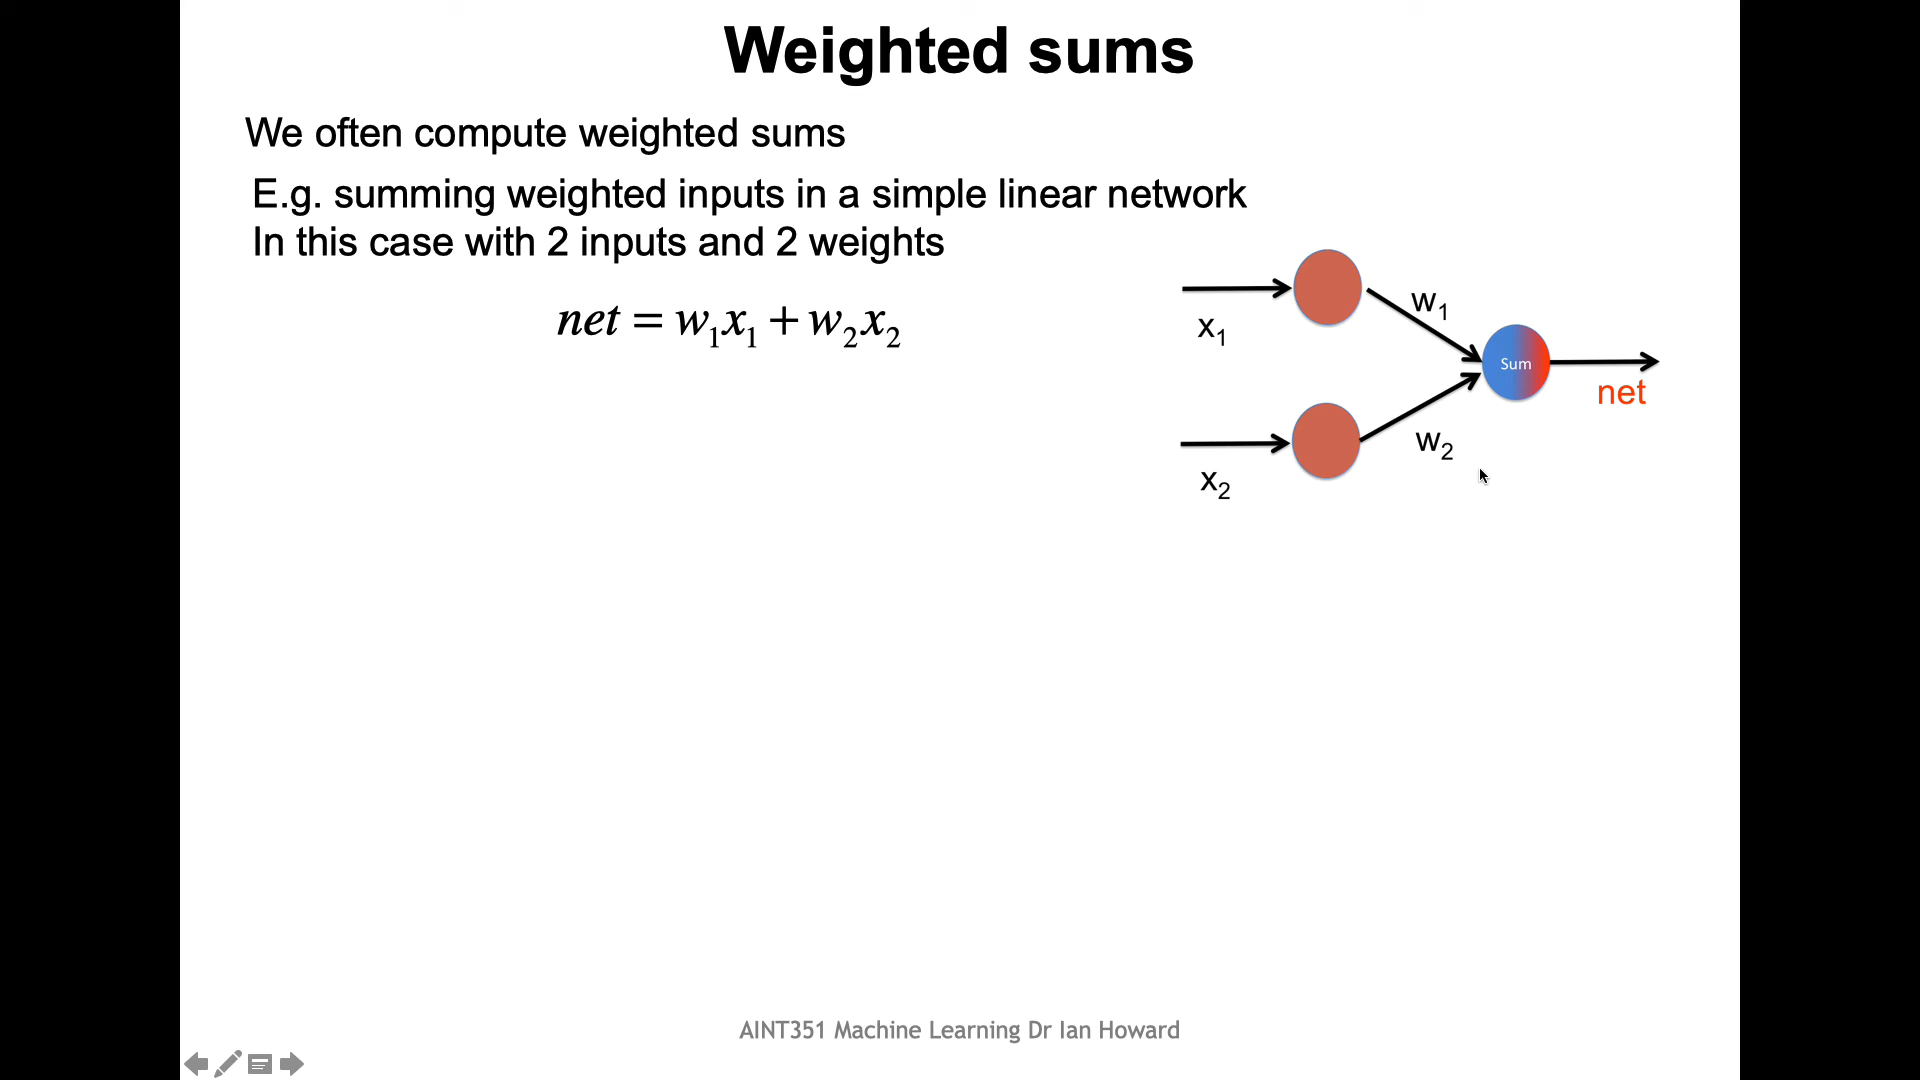 Weighted sums
We often compute weighted sums
E.g. summing weighted inputs in a simple linear network
In this case with 2 inputs and 2 weights
net = w₁x₁ + w₂x₂
x₁
w₁
Sum
net
x₂
w₂
AINT351 Machine Learning Dr Ian Howard